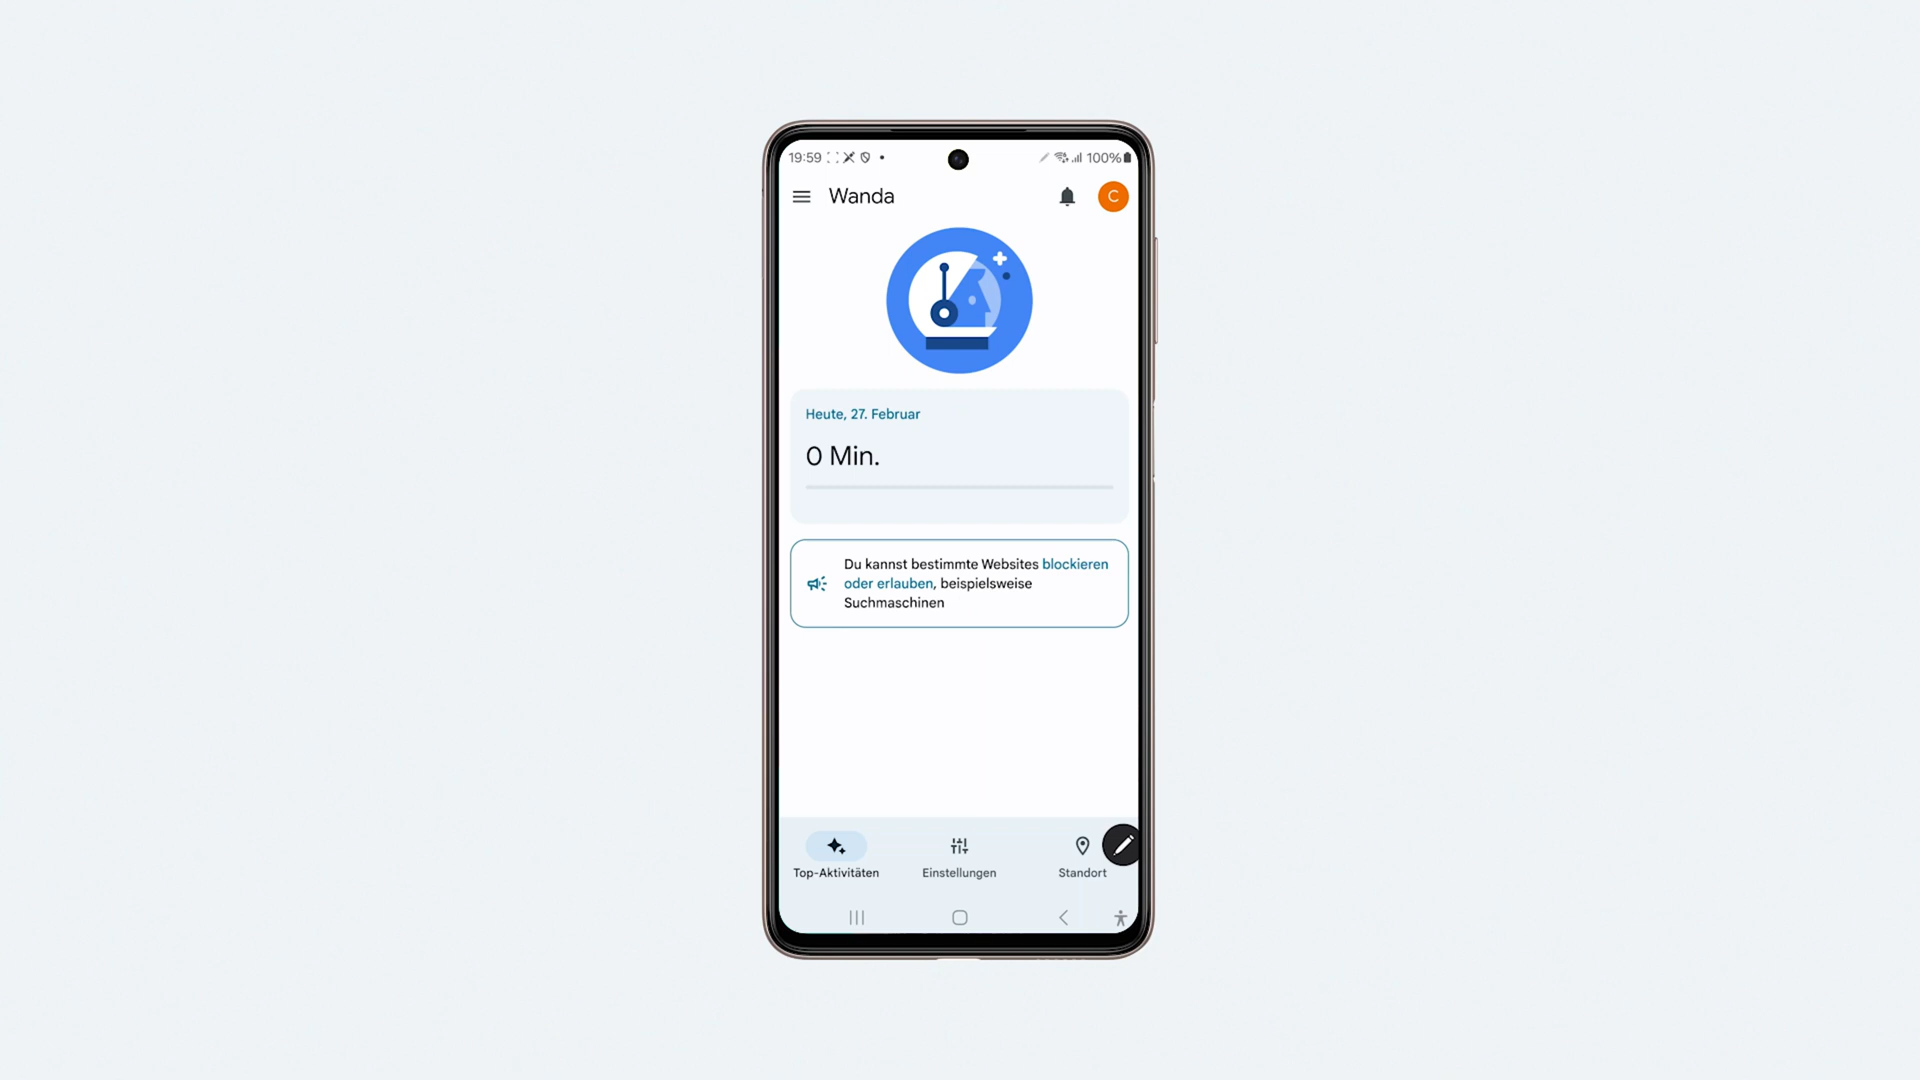 19:59
100%
Wanda
C
Heute, 27. Februar
0 Min.
Du kannst bestimmte Websites blockieren
oder erlauben, beispielsweise
Suchmaschinen
Top-Aktivitäten
Einstellungen
Standort